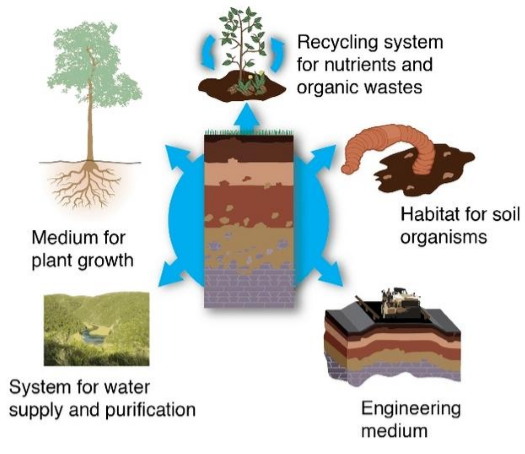 Recycling system
for nutrients and
organic wastes
Medium for
plant growth
Habitat for soil
organisms
System for water
supply and purification
Engineering
medium